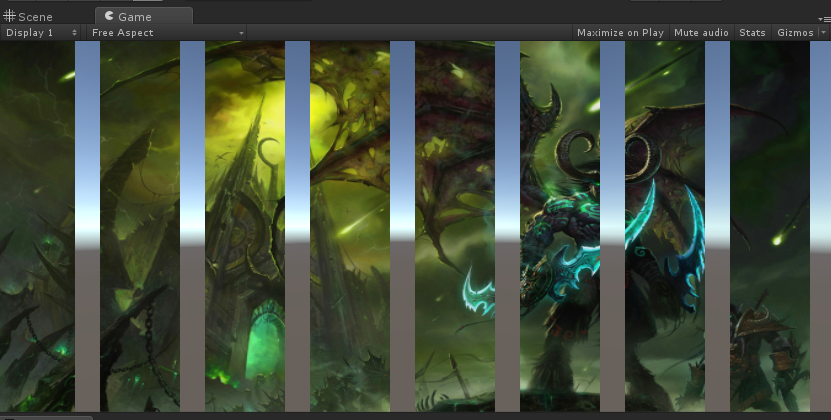 Scene Game
Display 1 Free Aspect Maximize on Play Mute audio Stats Gizmos